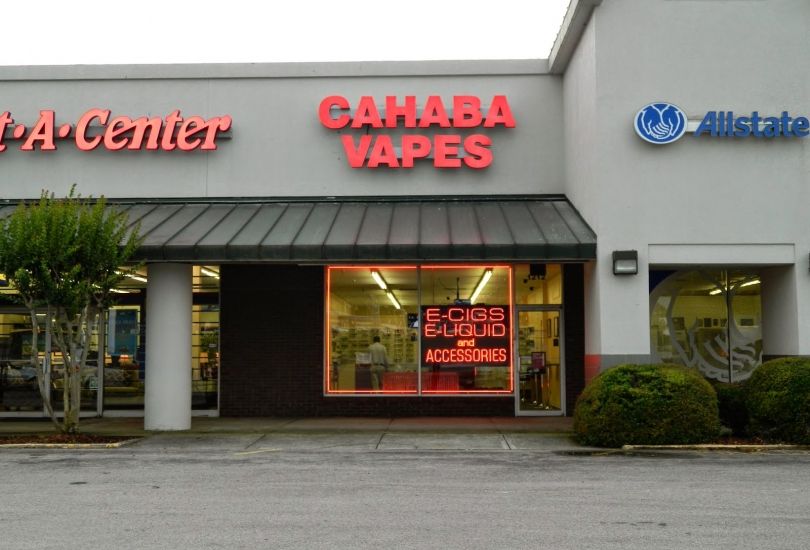 t·A·Center
CAHABA
VAPES
Allstate
E-CIGS
E-LIQUID
and
ACCESSORIES